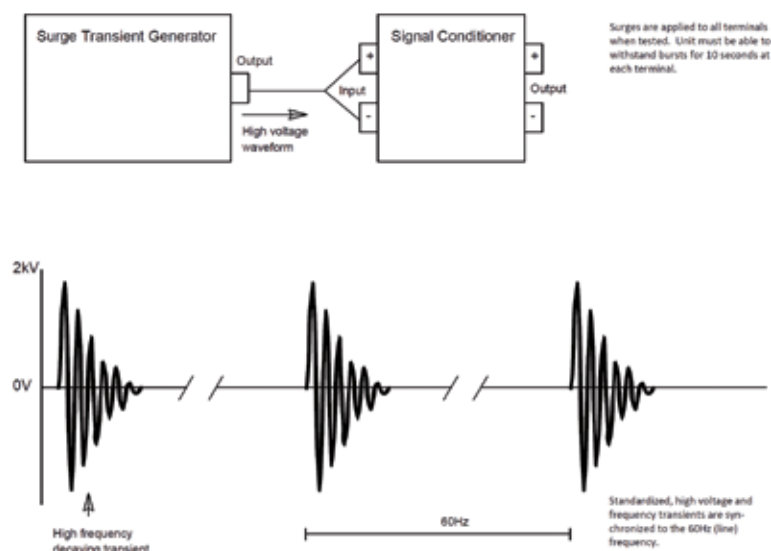 Surge Transient Generator
Output
High voltage
waveform
Signal Conditioner
+
Input
-
+
Output
-
Surges are applied to all terminals
when tested. Unit must be able to
withstand bursts for 10 seconds at
each terminal.
2kV
0V
High frequency
decaying transient
60Hz
Standardized, high voltage and
frequency transients are syn-
chronized to the 60Hz (line)
frequency.